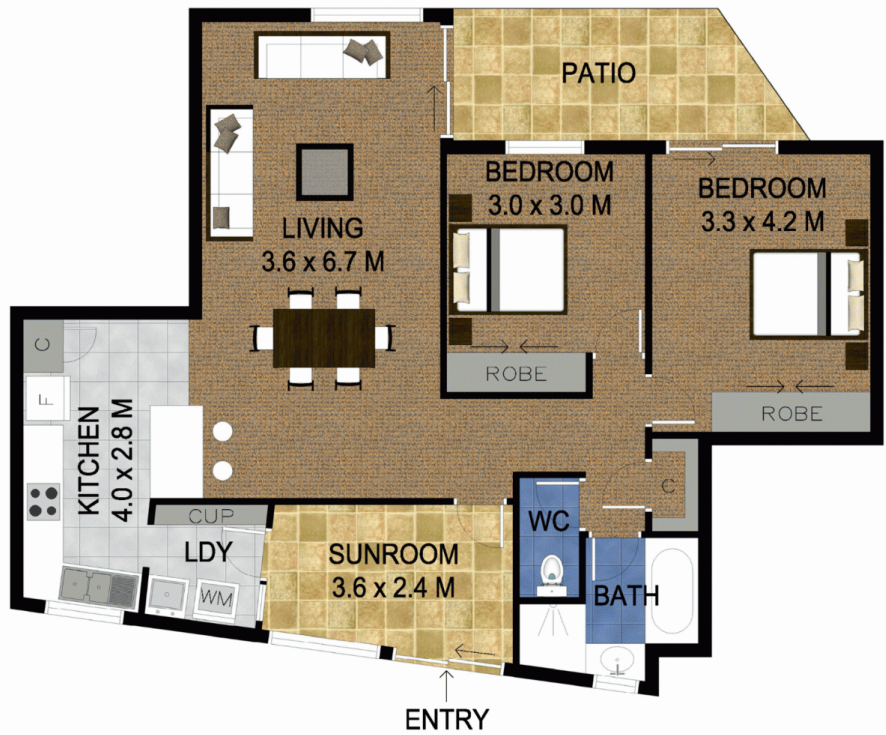 PATIO
BEDROOM
3.0 x 3.0 M
BEDROOM
3.3 x 4.2 M
LIVING
3.6 x 6.7 M
C
F
KITCHEN
4.0 x 2.8 M
ROBE
ROBE
C
CUP
LDY
WM
SUNROOM
3.6 x 2.4 M
WC
BATH
ENTRY